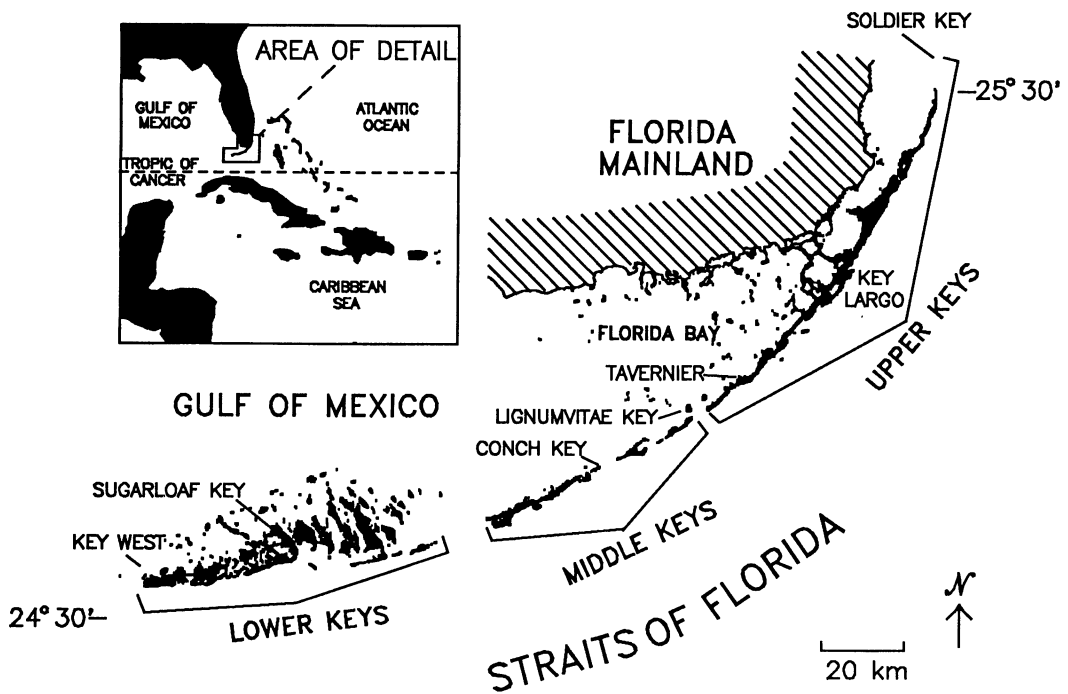 SOLDIER KEY
AREA OF DETAIL
25° 30'
GULF OF
MEXICO
ATLANTIC
OCEAN
FLORIDA
MAINLAND
TROPIC OF
CANCER
CARIBBEAN
SEA
KEY
LARGO
FLORIDA BAY
UPPER KEYS
TAVERNIER
GULF OF MEXICO
LIGNUMVITAE KEY
CONCH KEY
SUGARLOAF KEY
KEY WEST
MIDDLE KEYS
24° 30'
LOWER KEYS
STRAITS OF FLORIDA
N
20 km